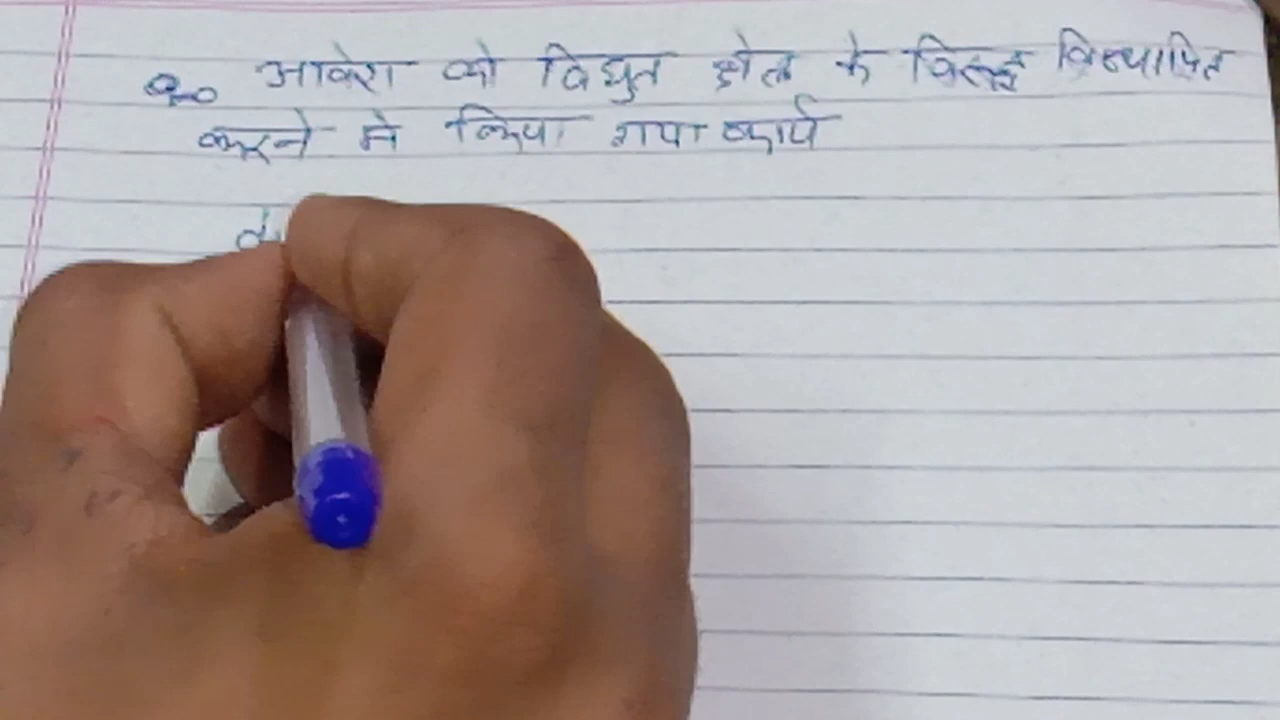 Q. आवेश को विद्युत क्षेत्र के विरुद्ध विस्थापित
करने मे किया गया कार्य